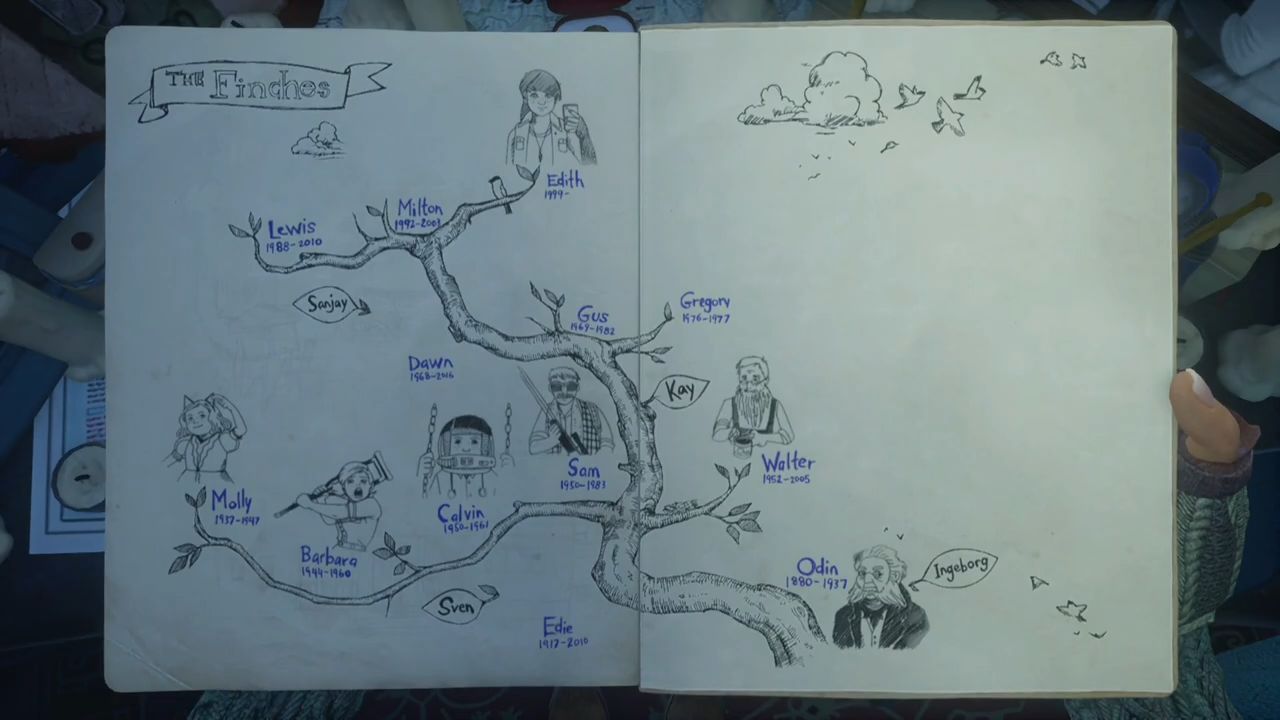 THE Finches
Edith
1999-
Milton
1992-2003
Lewis
1988-2010
Sanjay
Gus
1969-1982
Gregory
1976-1977
Dawn
1968-2016
Kay
Sam
1950-1983
Walter
1952-2005
Molly
1937-1947
Calvin
1950-1961
Barbara
1944-1960
Sven
Odin
1880-1937
Ingeborg
Edie
1917-2010